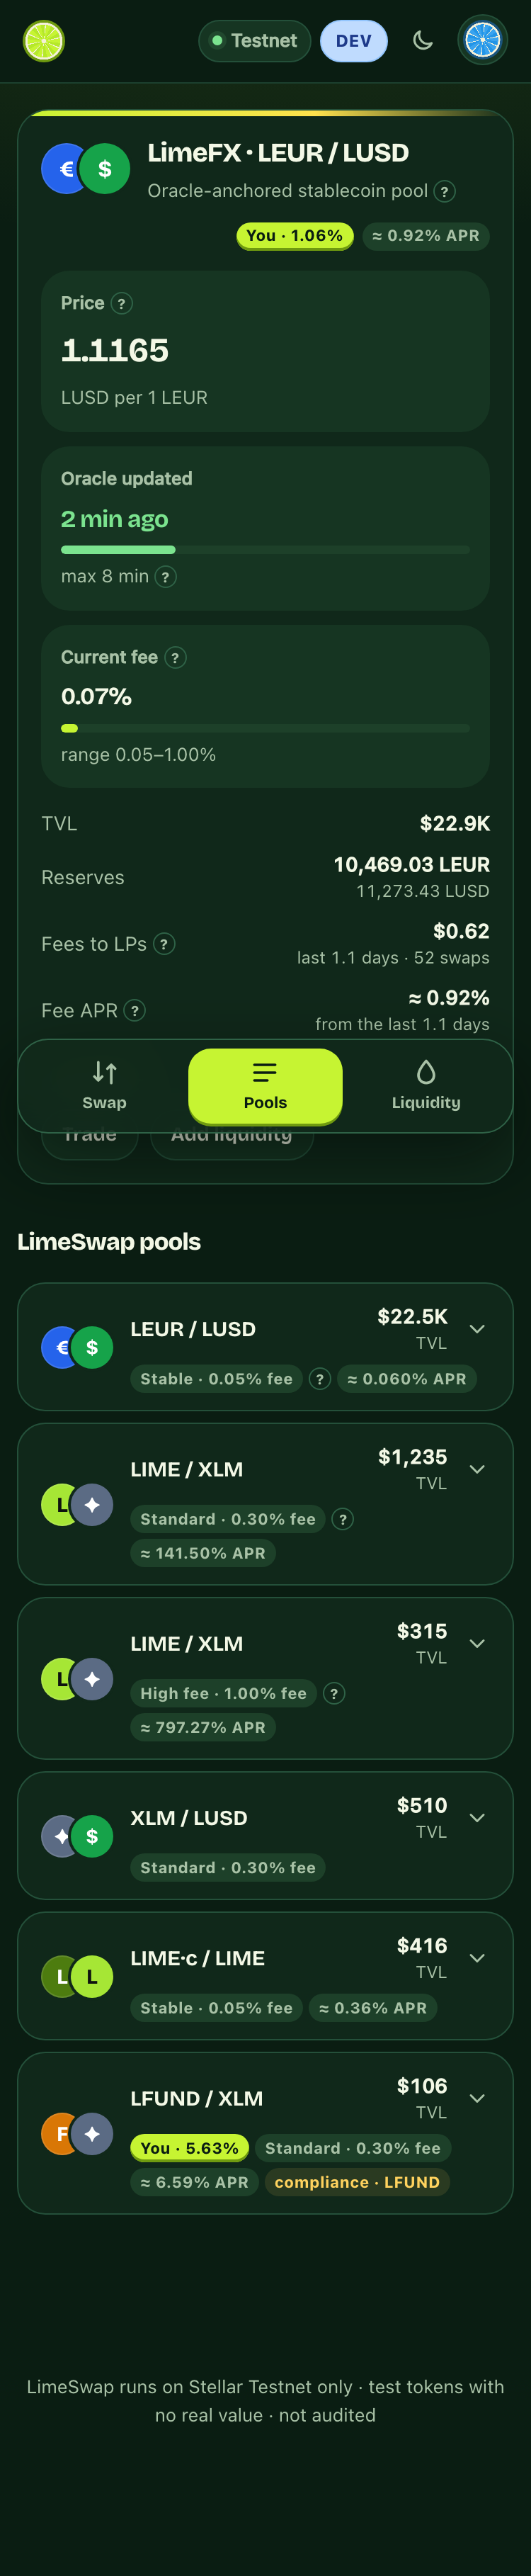 Testnet
DEV
€ $
LimeFX · LEUR / LUSD
Oracle-anchored stablecoin pool ?
You · 1.06%
≈ 0.92% APR
Price ?
1.1165
LUSD per 1 LEUR
Oracle updated
2 min ago
max 8 min ?
Current fee ?
0.07%
range 0.05–1.00%
TVL
$22.9K
Reserves
10,469.03 LEUR
11,273.43 LUSD
Fees to LPs ?
$0.62
last 1.1 days · 52 swaps
Fee APR ?
≈ 0.92%
from the last 1.1 days
Swap
Pools
Liquidity
Trade
Add liquidity
LimeSwap pools
€ $
LEUR / LUSD
$22.5K
TVL
Stable · 0.05% fee ?
≈ 0.060% APR
L
LIME / XLM
$1,235
TVL
Standard · 0.30% fee ?
≈ 141.50% APR
L
LIME / XLM
$315
TVL
High fee · 1.00% fee ?
≈ 797.27% APR
$
XLM / LUSD
$510
TVL
Standard · 0.30% fee
L L
LIME·c / LIME
$416
TVL
Stable · 0.05% fee
≈ 0.36% APR
F
LFUND / XLM
$106
TVL
You · 5.63%
Standard · 0.30% fee
≈ 6.59% APR
compliance · LFUND
LimeSwap runs on Stellar Testnet only · test tokens with
no real value · not audited